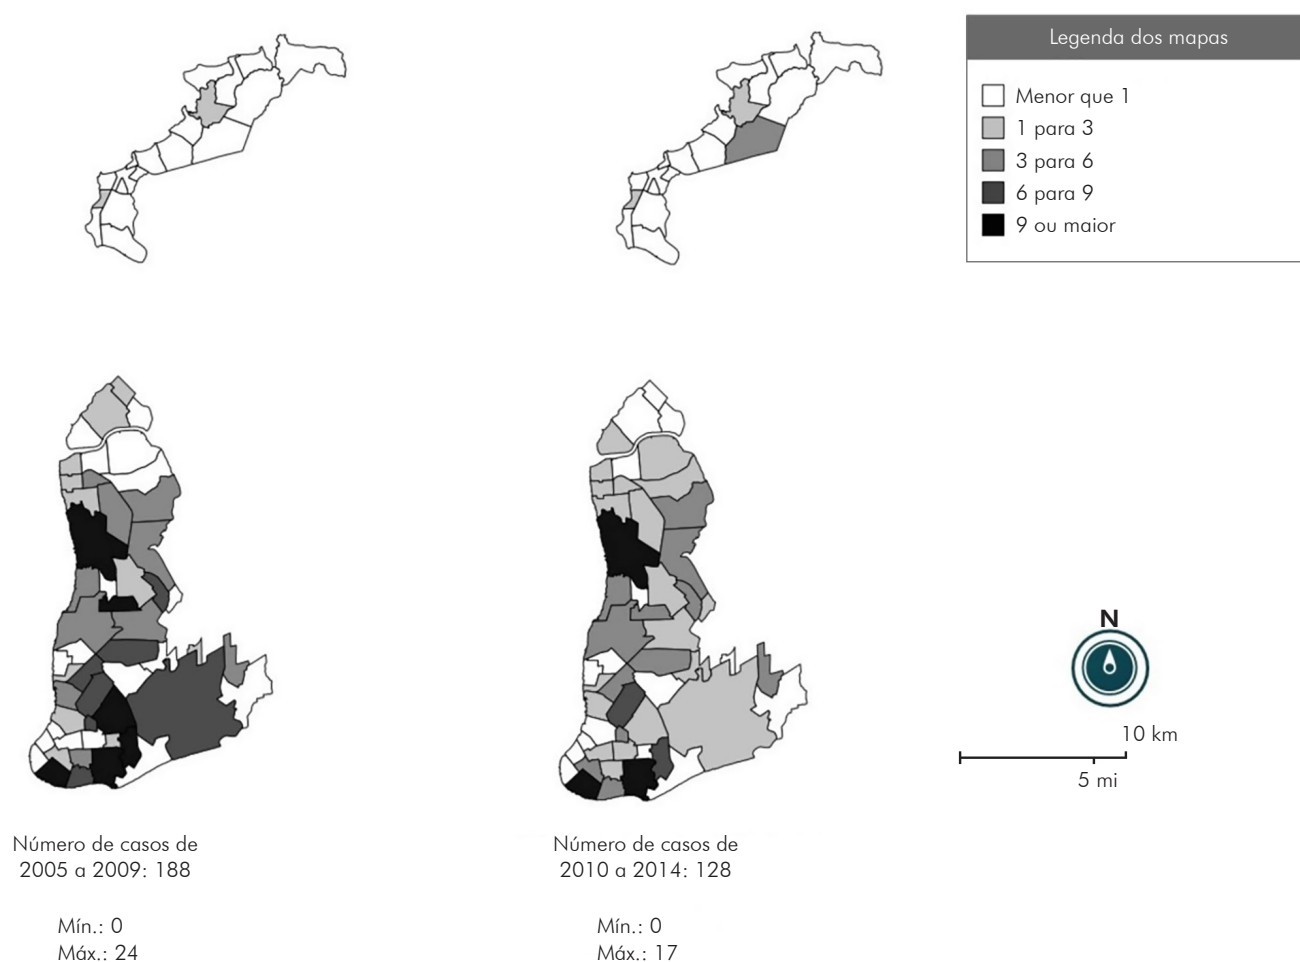 Legenda dos mapas
Menor que 1
1 para 3
3 para 6
6 para 9
9 ou maior
N
10 km
5 mi
Número de casos de
2005 a 2009: 188
Mín.: 0
Máx.: 24
Número de casos de
2010 a 2014: 128
Mín.: 0
Máx.: 17